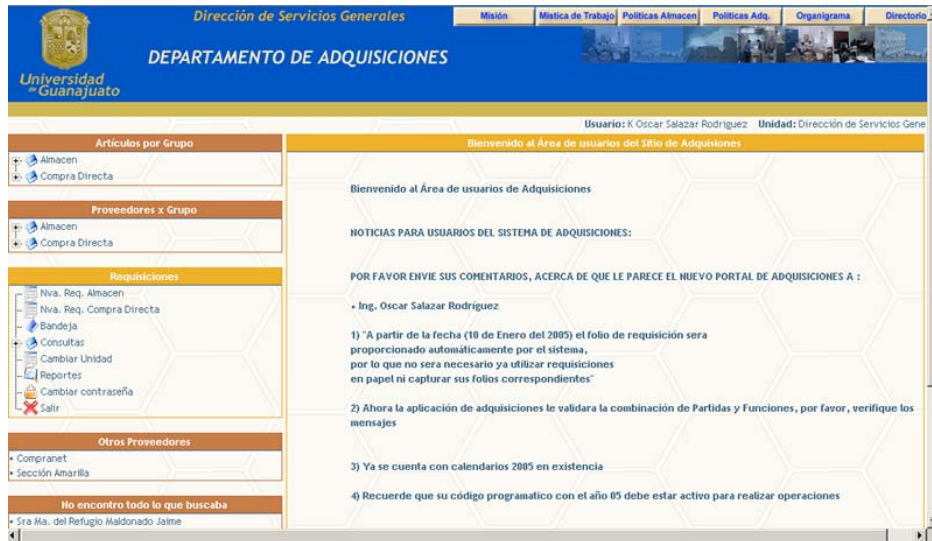 Dirección de Servicios Generales
Misión
Mística de Trabajo
Políticas Almacen
Políticas Adq.
Organigrama
Directorio
DEPARTAMENTO DE ADQUISICIONES
Universidad
de Guanajuato
Usuario: K Oscar Salazar Rodriguez Unidad: Dirección de Servicios Gene
Artículos por Grupo
Almacen
Compra Directa
Proveedores x Grupo
Almacen
Compra Directa
Requisiciones
Nva. Req. Almacen
Nva. Req. Compra Directa
Bandeja
Consultas
Cambiar Unidad
Reportes
Cambiar contraseña
Salir
Otros Proveedores
• Compranet
• Sección Amarilla
No encontro todo lo que buscaba
• Sra Ma. del Refugio Maldonado Jaime
Bienvenido al Área de usuarios del Sitio de Adquisiones
Bienvenido al Área de usuarios de Adquisiciones
NOTICIAS PARA USUARIOS DEL SISTEMA DE ADQUISICIONES:
POR FAVOR ENVIE SUS COMENTARIOS, ACERCA DE QUE LE PARECE EL NUEVO PORTAL DE ADQUISICIONES A :
• Ing. Oscar Salazar Rodríguez
1) "A partir de la fecha (10 de Enero del 2005) el folio de requisición sera
proporcionado automáticamente por el sistema,
por lo que no sera necesario ya utilizar requisiciones
en papel ni capturar sus folios correspondientes"
2) Ahora la aplicación de adquisiciones le validara la combinación de Partidas y Funciones, por favor, verifique los
mensajes
3) Ya se cuenta con calendarios 2005 en existencia
4) Recuerde que su código programatico con el año 05 debe estar activo para realizar operaciones